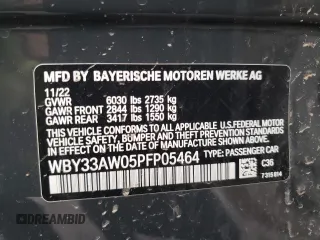 MFD BY BAYERISCHE MOTOREN WERKE AG
11/22
GVWR 6030 lbs 2735 kg
GAWR FRONT 2844 lbs 1290 kg
GAWR REAR 3417 lbs 1550 kg
THIS VEHICLE CONFORMS TO ALL APPLICABLE
FEDERAL MOTOR VEHICLE SAFETY, BUMPER,
AND THEFT PREVENTION STANDARDS IN EFFECT
ON THE DATE OF MANUFACTURE SHOWN ABOVE.
WBY33AW05PFP05464 TYPE: PASSENGER CAR
C36
7315014
DREAMBID